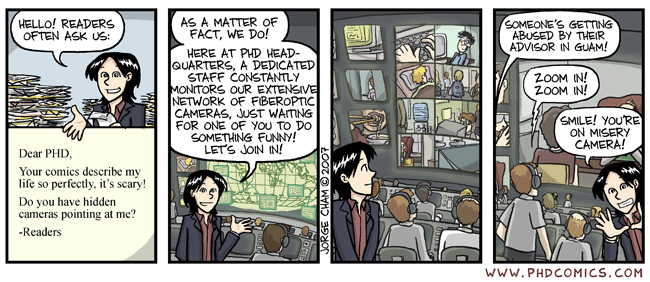 HELLO! READERS
OFTEN ASK US:
Dear PHD,
Your comics describe my
life so perfectly, it's scary!
Do you have hidden
cameras pointing at me?
-Readers
AS A MATTER OF
FACT, WE DO!
HERE AT PHD HEAD-
QUARTERS, A DEDICATED
STAFF CONSTANTLY
MONITORS OUR EXTENSIVE
NETWORK OF FIBEROPTIC
CAMERAS, JUST WAITING
FOR ONE OF YOU TO DO
SOMETHING FUNNY!
LET'S JOIN IN!
JORGE CHAM © 2007
SOMEONE'S GETTING
ABUSED BY THEIR
ADVISOR IN GUAM!
ZOOM IN!
ZOOM IN!
SMILE! YOU'RE
ON MISERY
CAMERA!
WWW.PHDCOMICS.COM